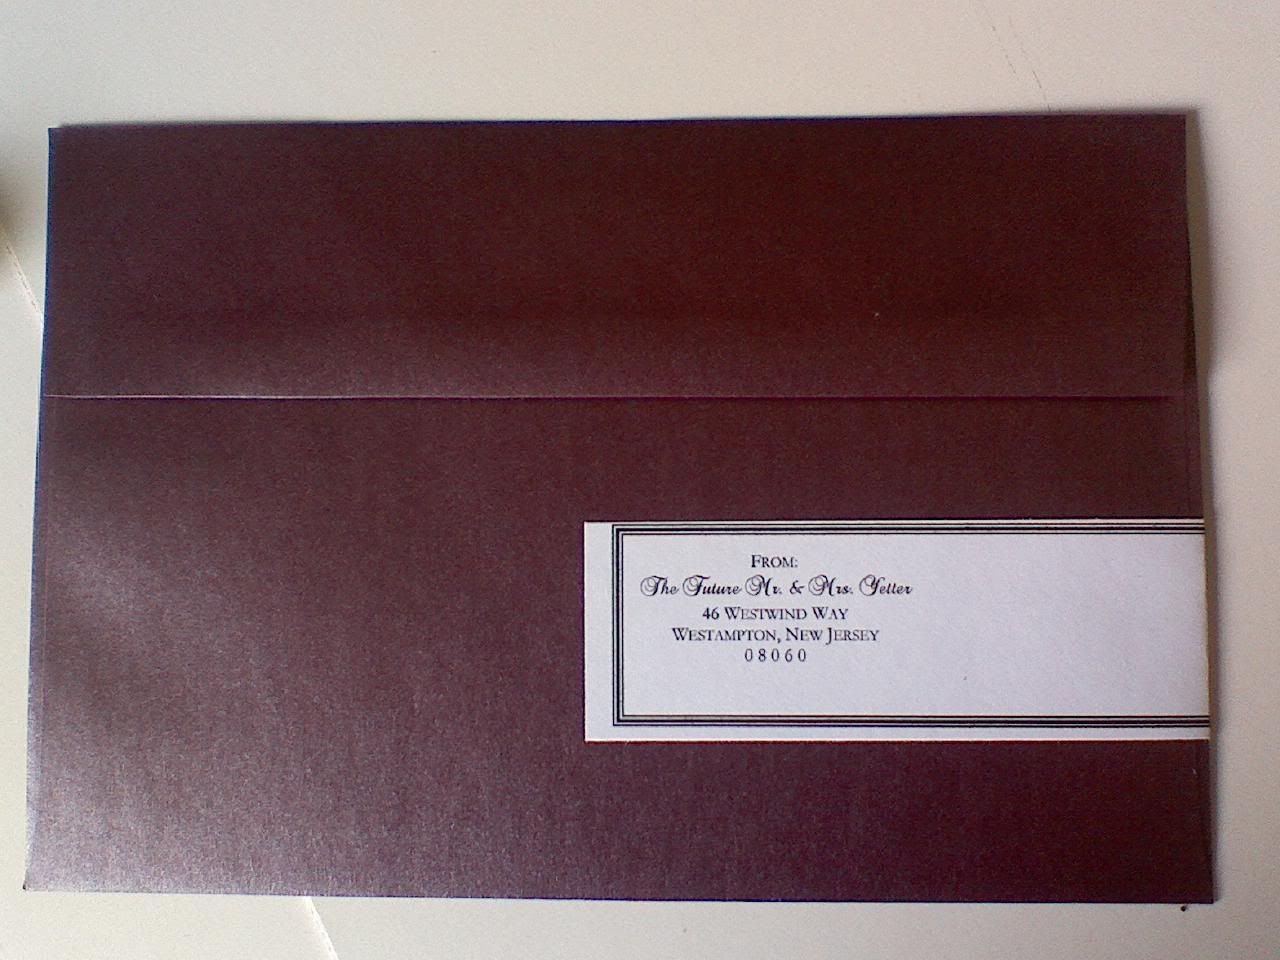 FROM:
The Future Mr. & Mrs. Yetter
46 WESTWIND WAY
WESTAMPTON, NEW JERSEY
08060